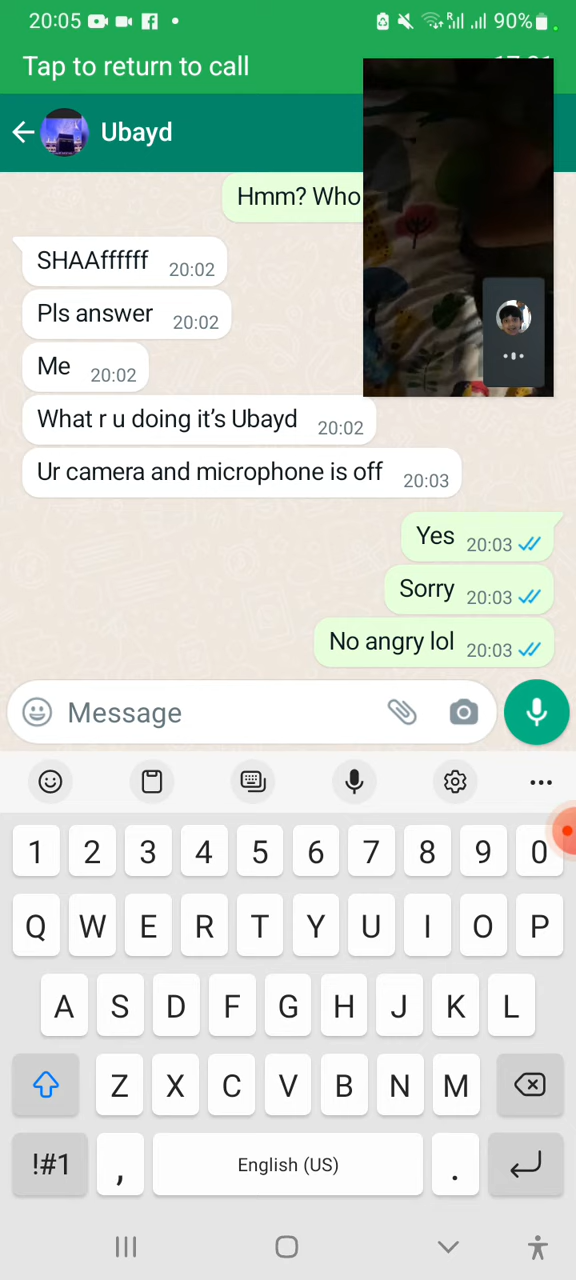 20:05 90%
Tap to return to call
Ubayd
Hmm? Who
SHAAffffff 20:02
Pls answer 20:02
Me 20:02
What r u doing it’s Ubayd 20:02
Ur camera and microphone is off 20:03
Yes 20:03
Sorry 20:03
No angry lol 20:03
Message
1 2 3 4 5 6 7 8 9 0
Q W E R T Y U I O P
A S D F G H J K L
Z X C V B N M
!#1 , English (US) .